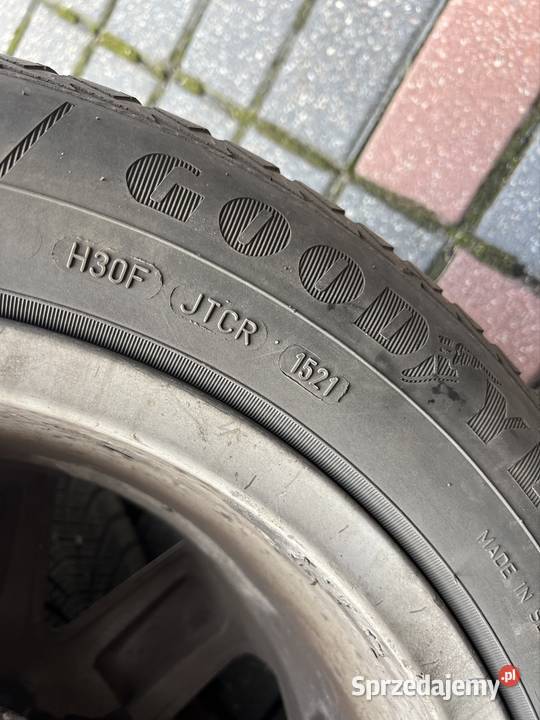 GOODY
H30F JTCR 1521
MADE IN
Sprzedajemy.pl